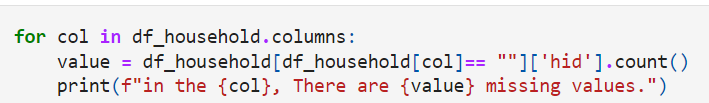 for col in df_household.columns:
    value = df_household[df_household[col]== ""]['hid'].count()
    print(f"in the {col}, There are {value} missing values.")